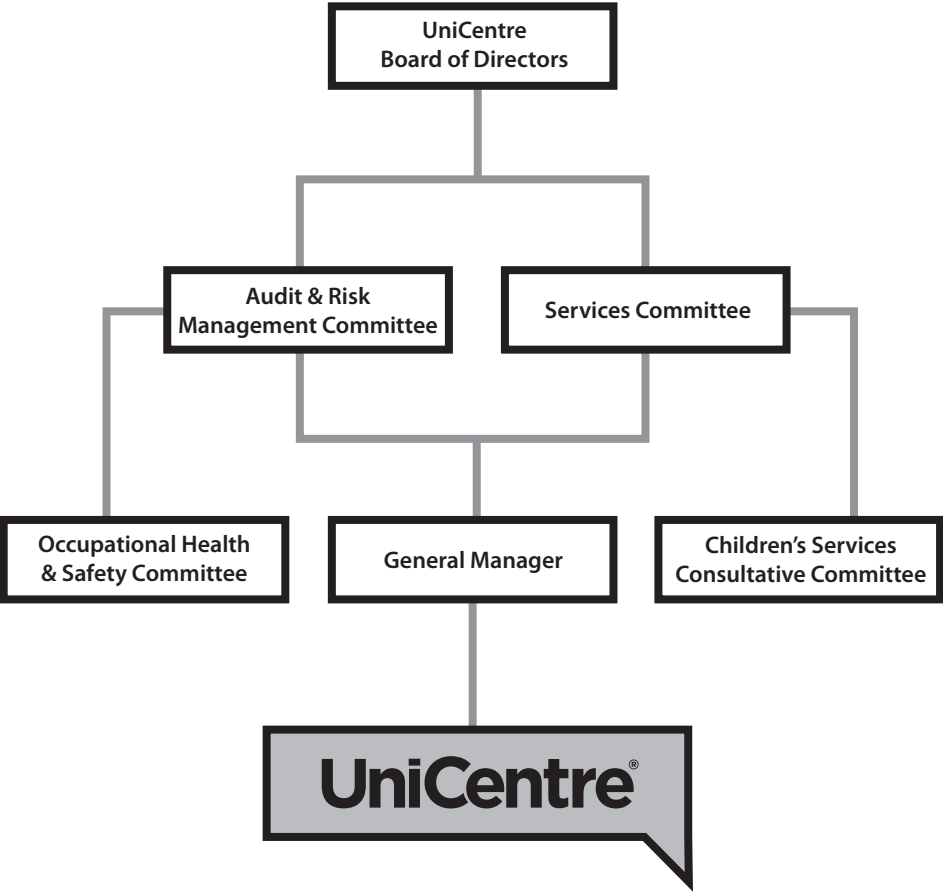 UniCentre
Board of Directors
Audit & Risk
Management Committee
Services Committee
Occupational Health
& Safety Committee
General Manager
Children’s Services
Consultative Committee
UniCentre®